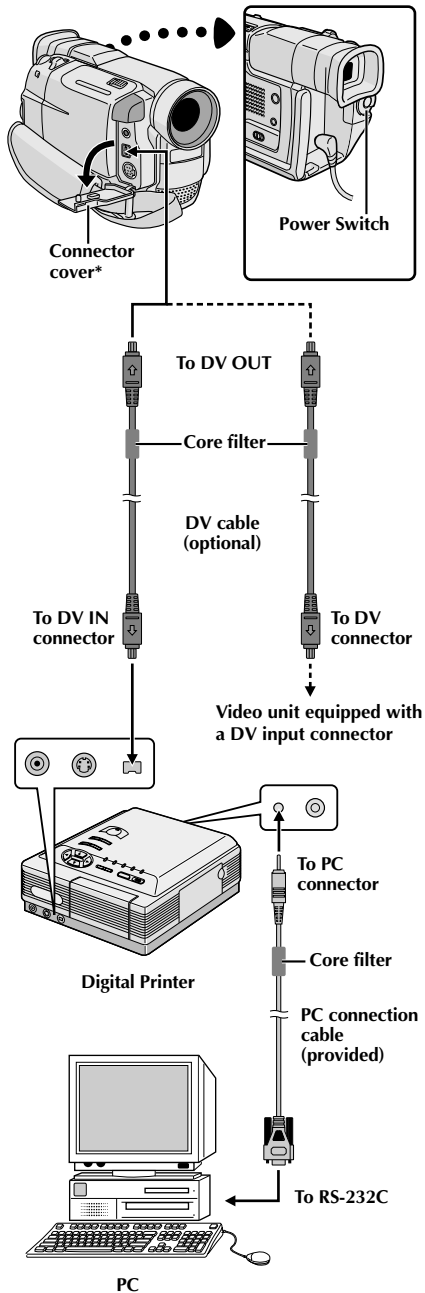 Power Switch
Connector
cover*
To DV OUT
Core filter
DV cable
(optional)
To DV IN
connector
To DV
connector
Video unit equipped with
a DV input connector
To PC
connector
Digital Printer
Core filter
PC connection
cable
(provided)
To RS-232C
PC